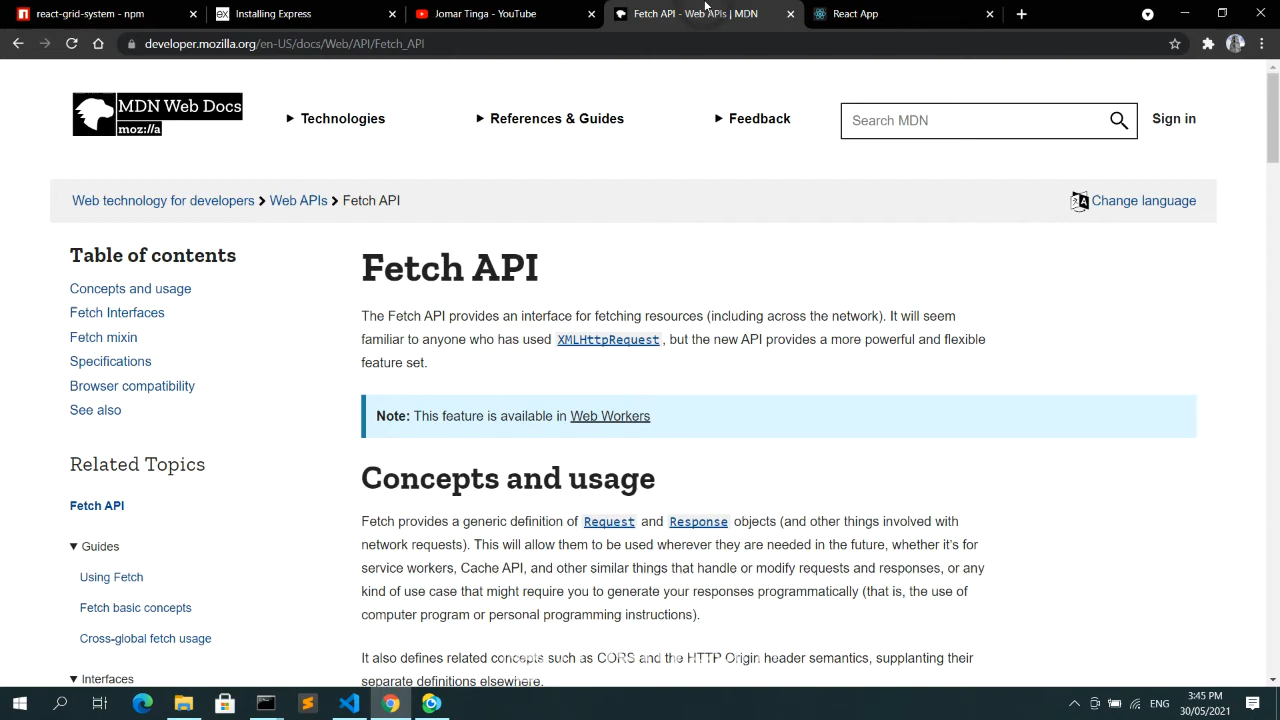 react-grid-system - npm
Installing Express
Jomar Tinga - YouTube
Fetch API - Web APIs | MDN
React App
developer.mozilla.org/en-US/docs/Web/API/Fetch_API
MDN Web Docs
moz://a
Technologies
References & Guides
Feedback
Search MDN
Sign in
Web technology for developers > Web APIs > Fetch API
Change language
Table of contents
Concepts and usage
Fetch Interfaces
Fetch mixin
Specifications
Browser compatibility
See also
Related Topics
Fetch API
Guides
Using Fetch
Fetch basic concepts
Cross-global fetch usage
Interfaces
Fetch API
The Fetch API provides an interface for fetching resources (including across the network). It will seem
familiar to anyone who has used XMLHttpRequest, but the new API provides a more powerful and flexible
feature set.
Note: This feature is available in Web Workers
Concepts and usage
Fetch provides a generic definition of Request and Response objects (and other things involved with
network requests). This will allow them to be used wherever they are needed in the future, whether it's for
service workers, Cache API, and other similar things that handle or modify requests and responses, or any
kind of use case that might require you to generate your responses programmatically (that is, the use of
computer program or personal programming instructions).
It also defines related concepts such as CORS and the HTTP Origin header semantics, supplanting their
separate definitions elsewhere.
ENG
3:45 PM
30/05/2021